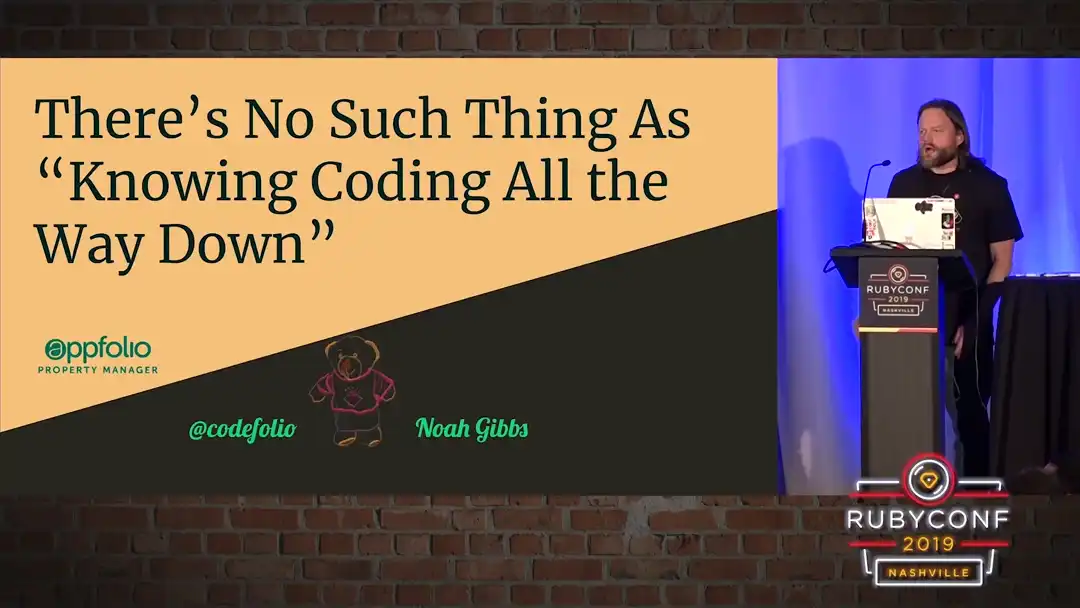 There’s No Such Thing As
“Knowing Coding All the
Way Down”
appfolio
PROPERTY MANAGER
@codefolio
Noah Gibbs
RUBYCONF
2019
NASHVILLE
RUBYCONF
2019
NASHVILLE